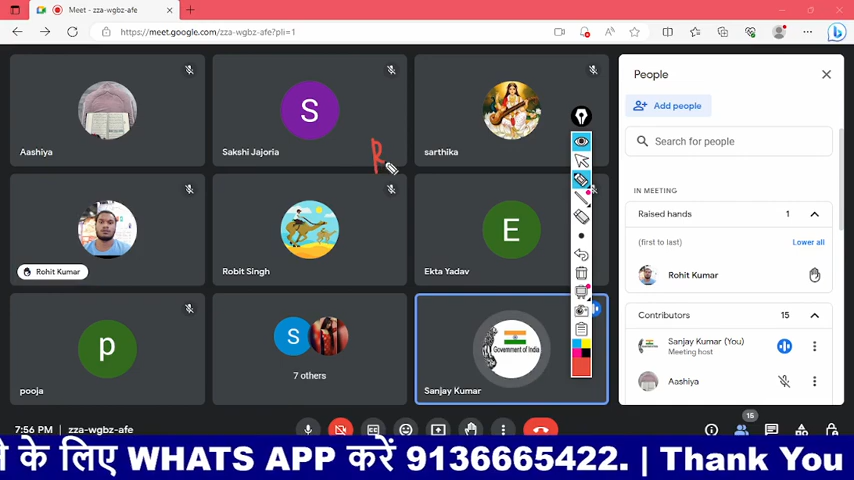 Meet - zza-wgbz-afe
https://meet.google.com/zza-wgbz-afe?pli=1
Aashiya
S
Sakshi Jajoria
sarthika
R
Rohit Kumar
Robit Singh
E
Ekta Yadav
p
pooja
S
7 others
Government of India
Sanjay Kumar
People
Add people
Search for people
IN MEETING
Raised hands 1
(first to last) Lower all
Rohit Kumar
Contributors 15
Sanjay Kumar (You)
Meeting host
Aashiya
7:56 PM zza-wgbz-afe
15
के लिए WHATS APP करें 9136665422. | Thank You